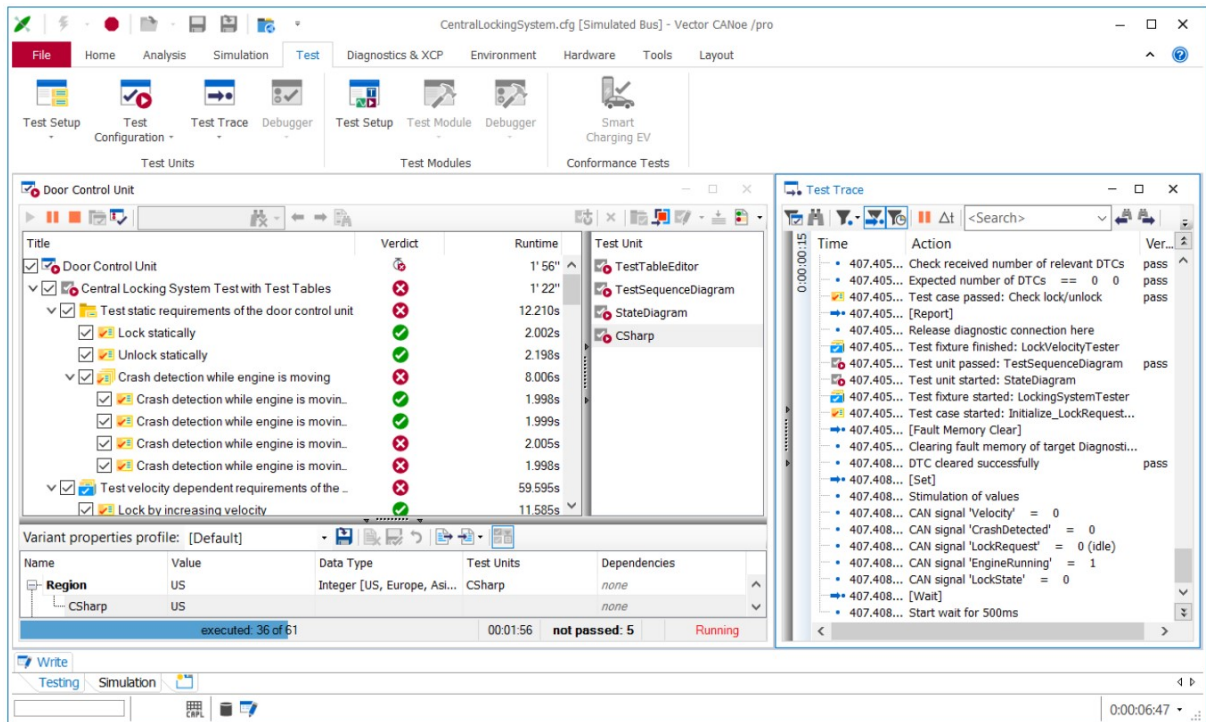 CentralLockingSystem.cfg [Simulated Bus] - Vector CANoe /pro
File Home Analysis Simulation Test Diagnostics & XCP Environment Hardware Tools Layout
Test Setup Test Configuration Test Trace Debugger Test Setup Test Module Debugger Smart Charging EV
Test Units Test Modules Conformance Tests
Door Control Unit
Title Verdict Runtime
Door Control Unit 1' 56"
Central Locking System Test with Test Tables 1' 22"
Test static requirements of the door control unit 12.210s
Lock statically 2.002s
Unlock statically 2.198s
Crash detection while engine is moving 8.006s
Crash detection while engine is movin... 1.998s
Crash detection while engine is movin... 1.999s
Crash detection while engine is movin... 2.005s
Crash detection while engine is movin... 1.998s
Test velocity dependent requirements of the ... 59.595s
Lock by increasing velocity 11.585s
Test Unit
TestTableEditor
TestSequenceDiagram
StateDiagram
CSharp
Variant properties profile: [Default]
Name Value Data Type Test Units Dependencies
Region US Integer [US, Europe, Asi... CSharp none
CSharp US none
executed: 36 of 61 00:01:56 not passed: 5 Running
Test Trace
Δt <Search>
0:00:00:15
Time Action Ver...
407.405... Check received number of relevant DTCs pass
407.405... Expected number of DTCs == 0 0 pass
407.405... Test case passed: Check lock/unlock pass
407.405... [Report]
407.405... Release diagnostic connection here
407.405... Test fixture finished: LockVelocityTester
407.405... Test unit passed: TestSequenceDiagram pass
407.405... Test unit started: StateDiagram
407.405... Test fixture started: LockingSystemTester
407.405... Test case started: Initialize_LockRequest...
407.405... [Fault Memory Clear]
407.405... Clearing fault memory of target Diagnosti...
407.408... DTC cleared successfully pass
407.408... [Set]
407.408... Stimulation of values
407.408... CAN signal 'Velocity' = 0
407.408... CAN signal 'CrashDetected' = 0
407.408... CAN signal 'LockRequest' = 0 (idle)
407.408... CAN signal 'EngineRunning' = 1
407.408... CAN signal 'LockState' = 0
407.408... [Wait]
407.408... Start wait for 500ms
Write
Testing Simulation
CAPL
0:00:06:47